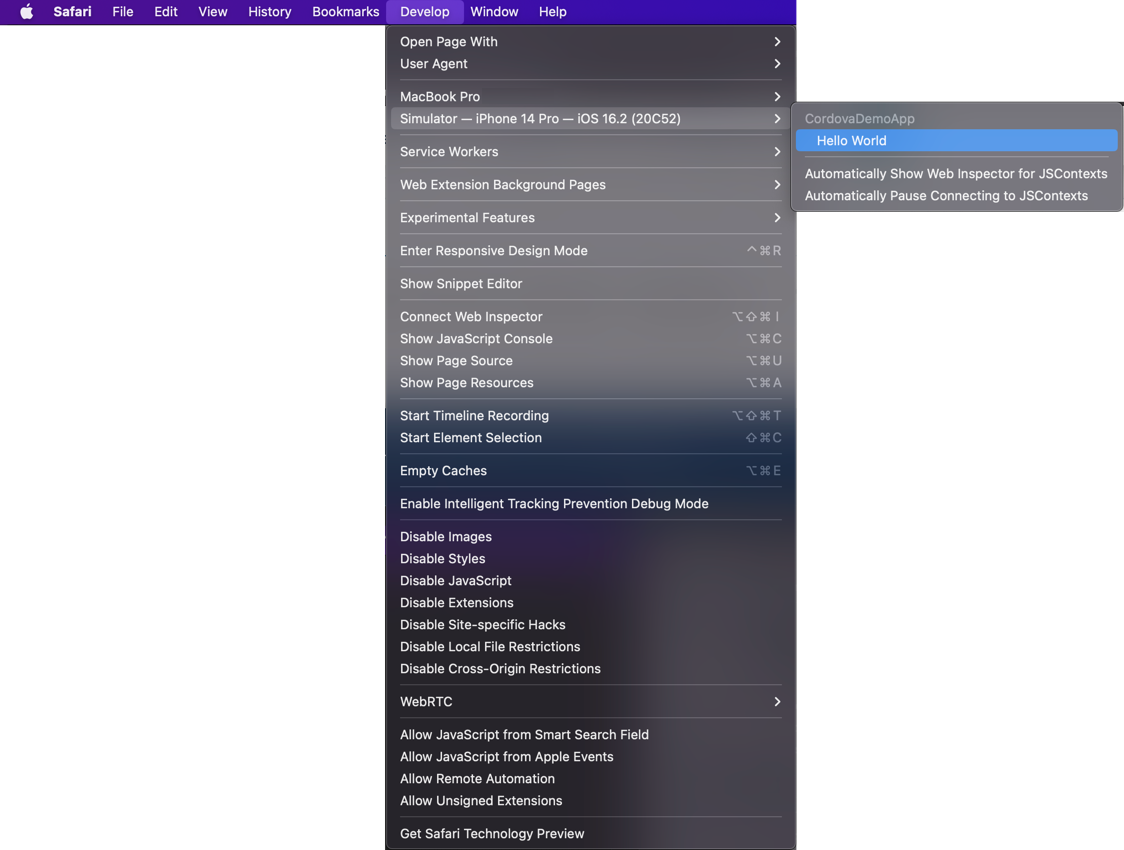 Safari File Edit View History Bookmarks Develop Window Help
Open Page With
User Agent
MacBook Pro
Simulator — iPhone 14 Pro — iOS 16.2 (20C52)
CordovaDemoApp
Hello World
Automatically Show Web Inspector for JSContexts
Automatically Pause Connecting to JSContexts
Service Workers
Web Extension Background Pages
Experimental Features
Enter Responsive Design Mode ⌃⌘R
Show Snippet Editor
Connect Web Inspector ⌥⇧⌘I
Show JavaScript Console ⌥⌘C
Show Page Source ⌥⌘U
Show Page Resources ⌥⌘A
Start Timeline Recording ⌥⇧⌘T
Start Element Selection ⇧⌘C
Empty Caches ⌥⌘E
Enable Intelligent Tracking Prevention Debug Mode
Disable Images
Disable Styles
Disable JavaScript
Disable Extensions
Disable Site-specific Hacks
Disable Local File Restrictions
Disable Cross-Origin Restrictions
WebRTC
Allow JavaScript from Smart Search Field
Allow JavaScript from Apple Events
Allow Remote Automation
Allow Unsigned Extensions
Get Safari Technology Preview